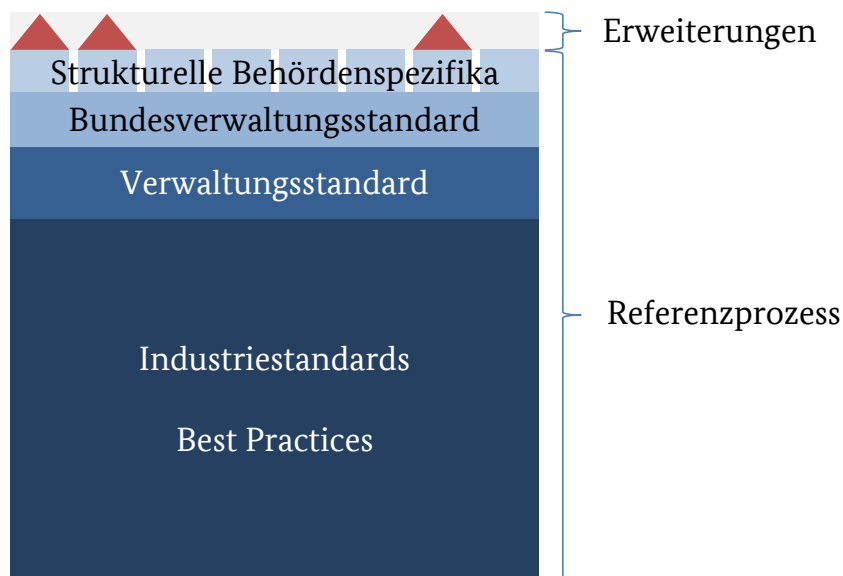 Erweiterungen
Strukturelle Behördenspezifika
Bundesverwaltungsstandard
Verwaltungsstandard
Referenzprozess
Industriestandards
Best Practices